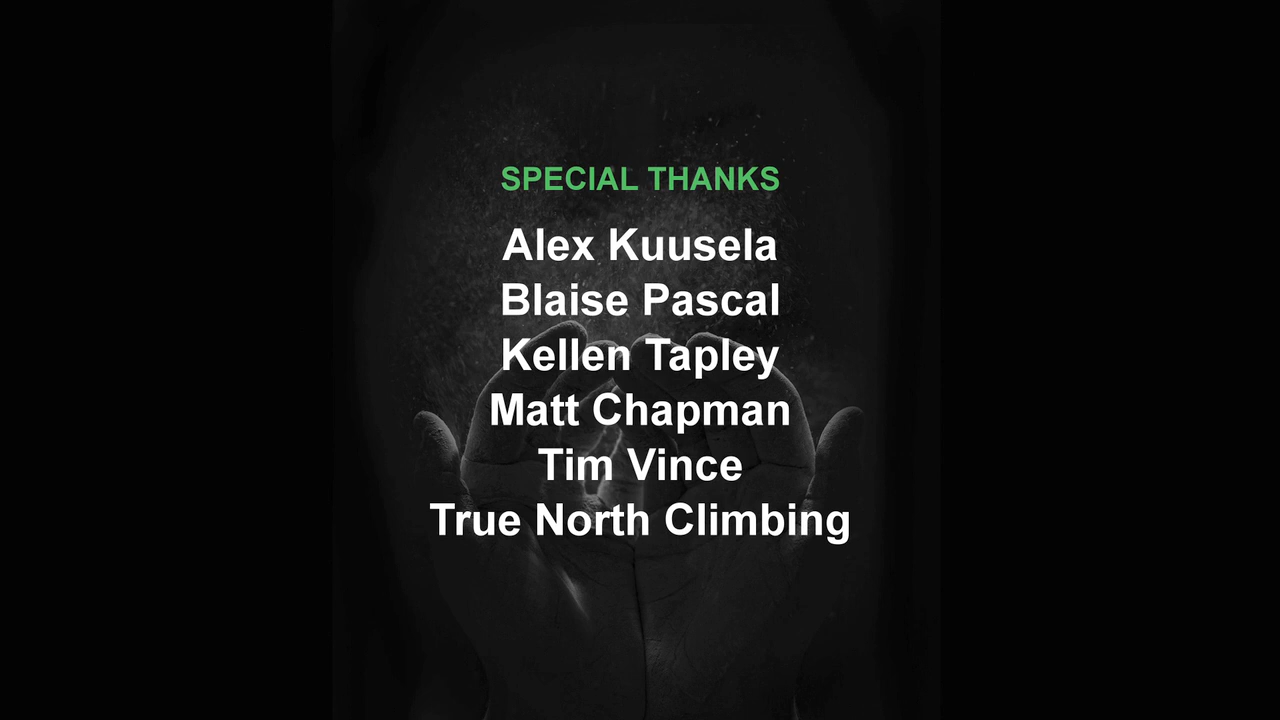 SPECIAL THANKS
Alex Kuusela
Blaise Pascal
Kellen Tapley
Matt Chapman
Tim Vince
True North Climbing